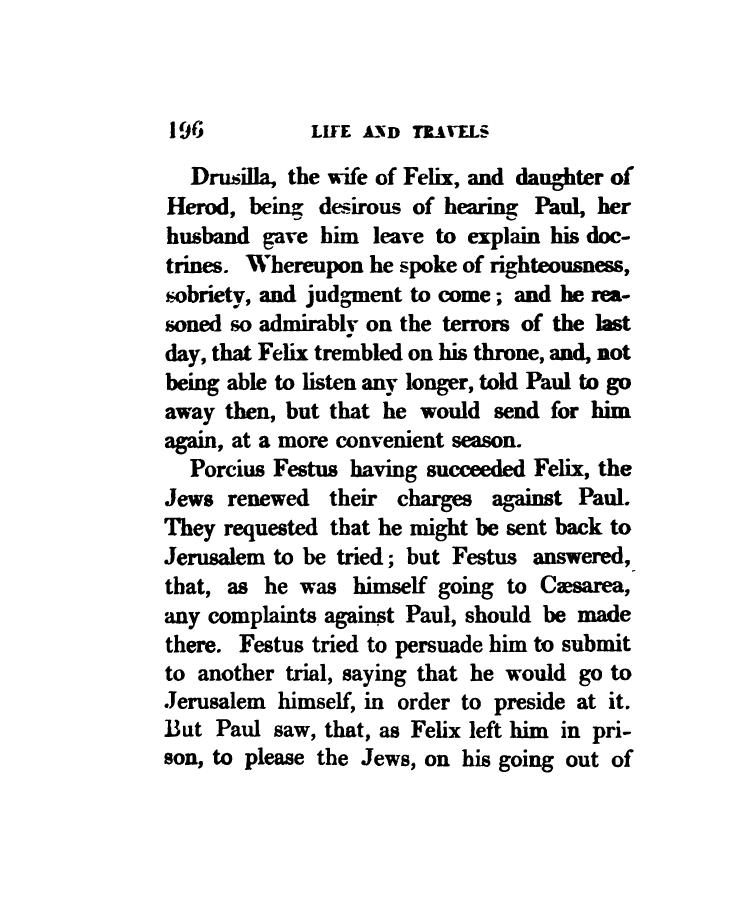 196 LIFE AND TRAVELS
Drusilla, the wife of Felix, and daughter of
Herod, being desirous of hearing Paul, her
husband gave him leave to explain his doc-
trines. Whereupon he spoke of righteousness,
sobriety, and judgment to come; and he rea-
soned so admirably on the terrors of the last
day, that Felix trembled on his throne, and, not
being able to listen any longer, told Paul to go
away then, but that he would send for him
again, at a more convenient season.
Porcius Festus having succeeded Felix, the
Jews renewed their charges against Paul.
They requested that he might be sent back to
Jerusalem to be tried; but Festus answered,
that, as he was himself going to Cæsarea,
any complaints against Paul, should be made
there. Festus tried to persuade him to submit
to another trial, saying that he would go to
Jerusalem himself, in order to preside at it.
But Paul saw, that, as Felix left him in pri-
son, to please the Jews, on his going out of